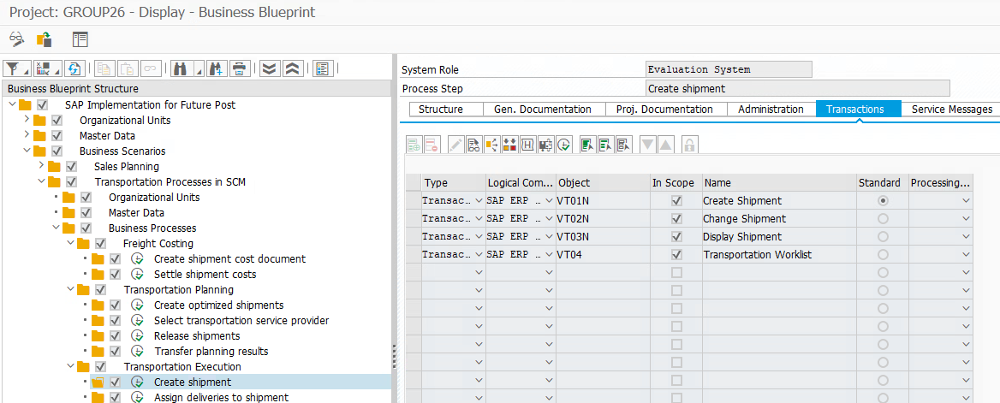 Project: GROUP26 - Display - Business Blueprint
Business Blueprint Structure
SAP Implementation for Future Post
Organizational Units
Master Data
Business Scenarios
Sales Planning
Transportation Processes in SCM
Organizational Units
Master Data
Business Processes
Freight Costing
Create shipment cost document
Settle shipment costs
Transportation Planning
Create optimized shipments
Select transportation service provider
Release shipments
Transfer planning results
Transportation Execution
Create shipment
Assign deliveries to shipment
System Role Evaluation System
Process Step Create shipment
Structure Gen. Documentation Proj. Documentation Administration Transactions Service Messages
Type Logical Com... Object In Scope Name Standard Processing...
Transac... SAP ERP ... VT01N Create Shipment
Transac... SAP ERP ... VT02N Change Shipment
Transac... SAP ERP ... VT03N Display Shipment
Transac... SAP ERP ... VT04 Transportation Worklist